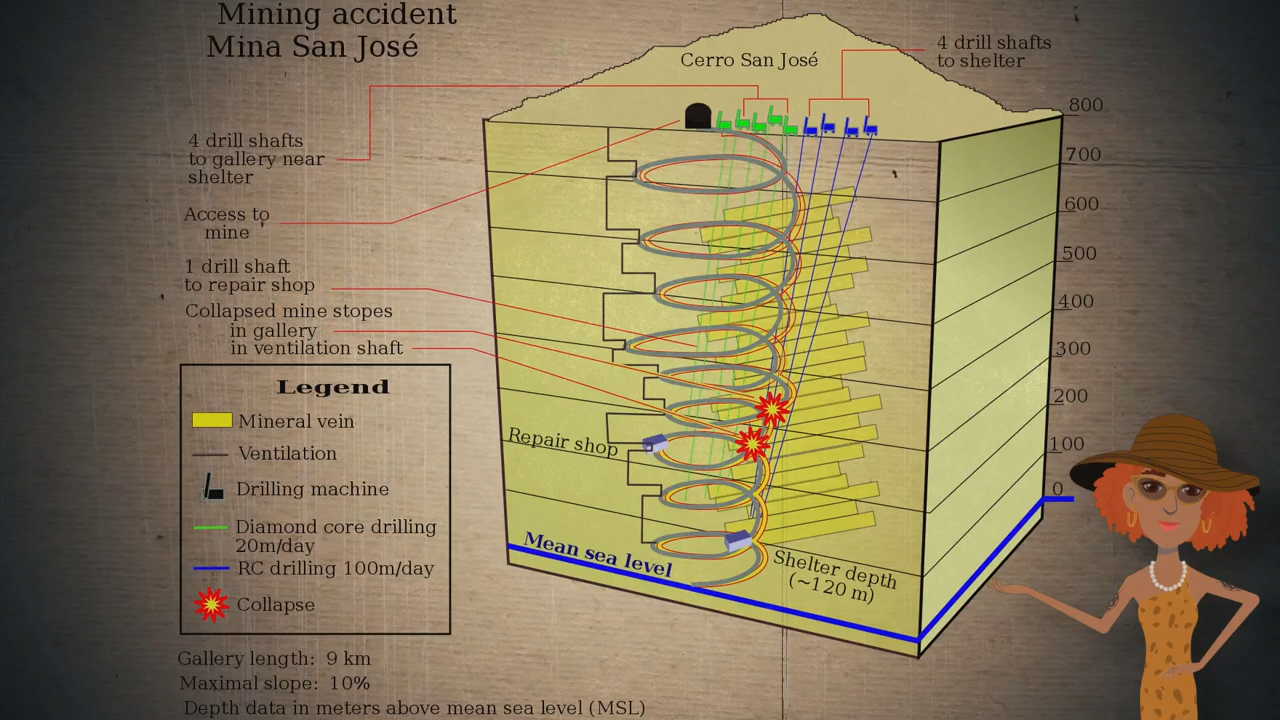 Mining accident
Mina San José
4 drill shafts
to shelter
Cerro San José
800
4 drill shafts
to gallery near
shelter
700
600
Access to
mine
500
1 drill shaft
to repair shop
400
Collapsed mine stopes
in gallery
in ventilation shaft
300
Legend
200
Mineral vein
Repair shop
100
Ventilation
Drilling machine
0
Diamond core drilling
20m/day
Mean sea level
Shelter depth
(~120 m)
RC drilling 100m/day
Collapse
Gallery length: 9 km
Maximal slope: 10%
Depth data in meters above mean sea level (MSL)